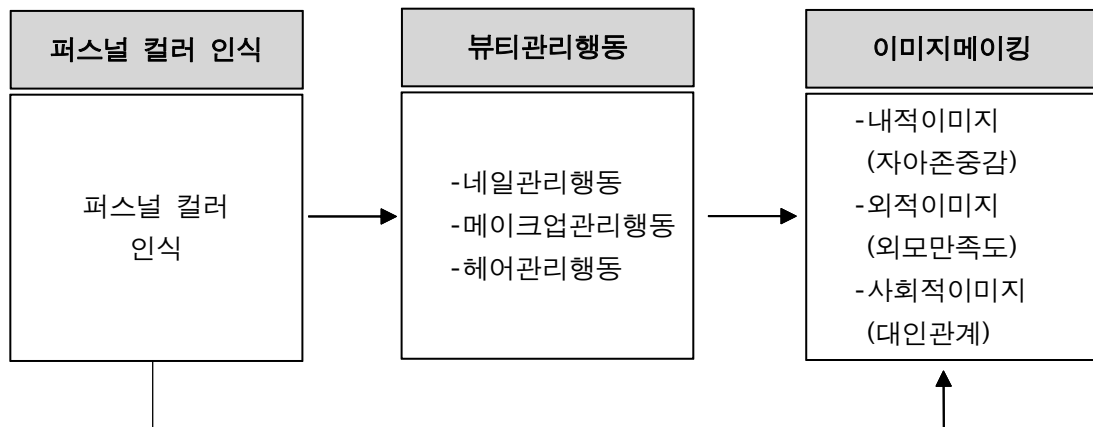 퍼스널 컬러 인식
퍼스널 컬러
인식
뷰티관리행동
-네일관리행동
-메이크업관리행동
-헤어관리행동
이미지메이킹
-내적이미지
(자아존중감)
-외적이미지
(외모만족도)
-사회적이미지
(대인관계)